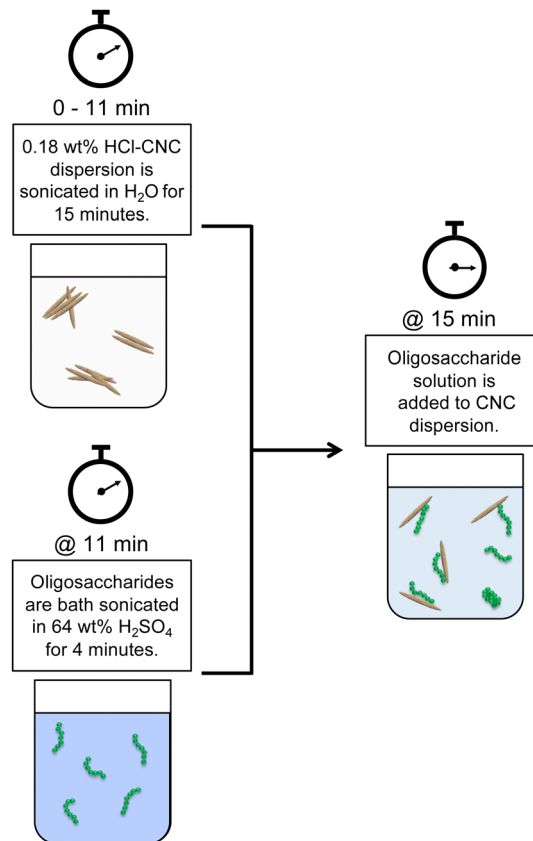 0 - 11 min
0.18 wt% HCl-CNC
dispersion is
sonicated in H₂O for
15 minutes.
@ 11 min
Oligosaccharides
are bath sonicated
in 64 wt% H₂SO₄
for 4 minutes.
@ 15 min
Oligosaccharide
solution is
added to CNC
dispersion.